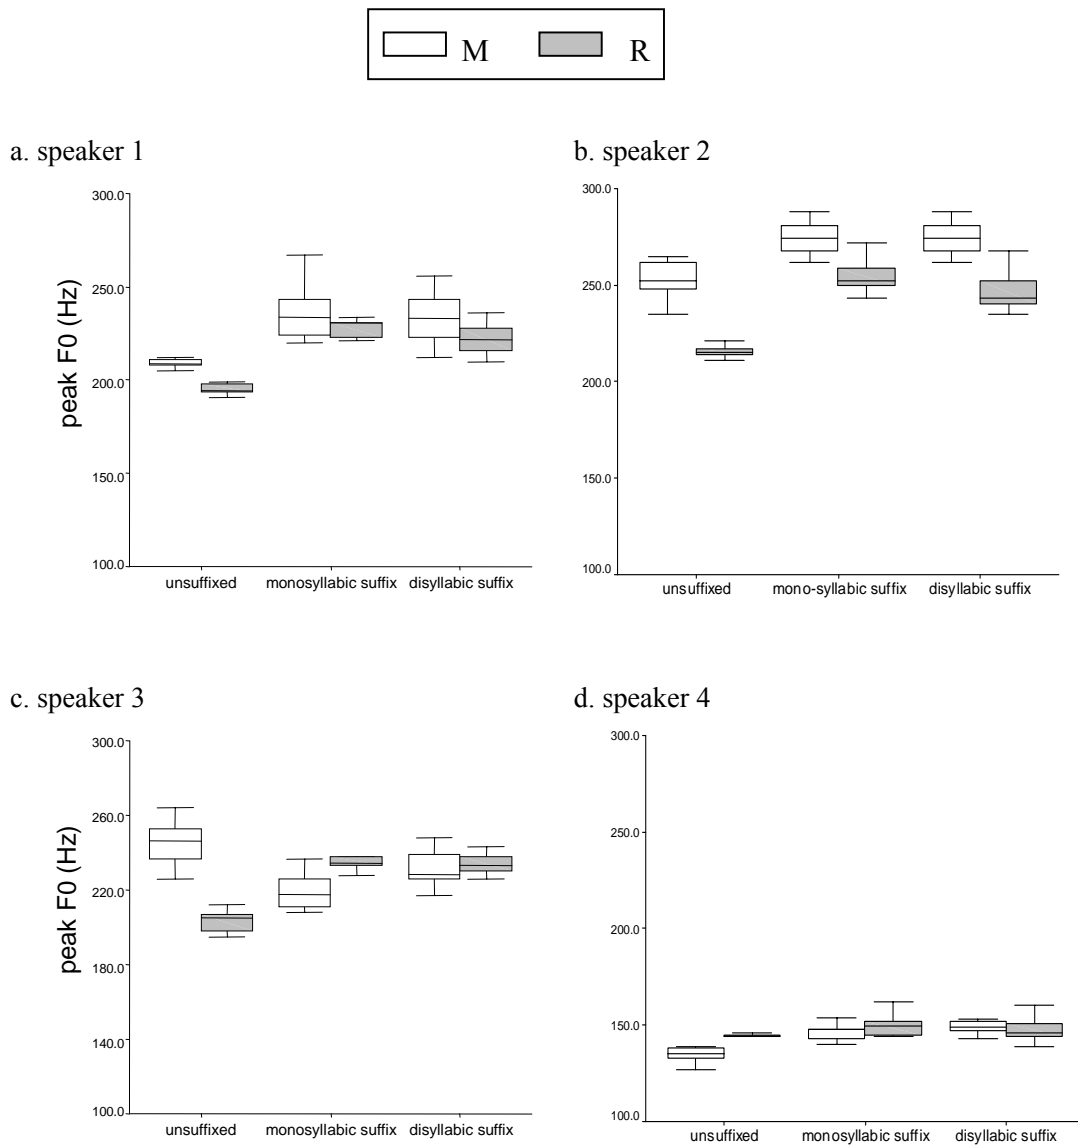 M R
a. speaker 1
peak F0 (Hz)
300.0
250.0
200.0
150.0
100.0
unsuffixed monosyllabic suffix disyllabic suffix
b. speaker 2
300.0
250.0
200.0
150.0
100.0
unsuffixed mono-syllabic suffix disyllabic suffix
c. speaker 3
peak F0 (Hz)
300.0
260.0
220.0
180.0
140.0
100.0
unsuffixed monosyllabic suffix disyllabic suffix
d. speaker 4
300.0
250.0
200.0
150.0
100.0
unsuffixed monosyllabic suffix disyllabic suffix